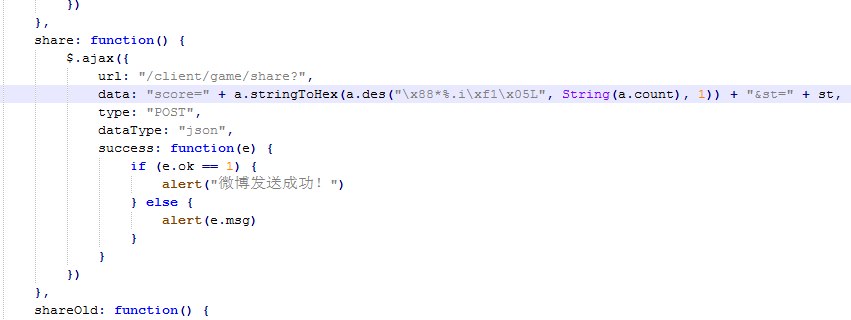 })
},
share: function() {
$.ajax({
url: "/client/game/share?",
data: "score=" + a.stringToHex(a.des("\x88*%.i\xf1\x05L", String(a.count), 1)) + "&st=" + st,
type: "POST",
dataType: "json",
success: function(e) {
if (e.ok == 1) {
alert("微博发送成功！")
} else {
alert(e.msg)
}
}
})
},
shareOld: function() {